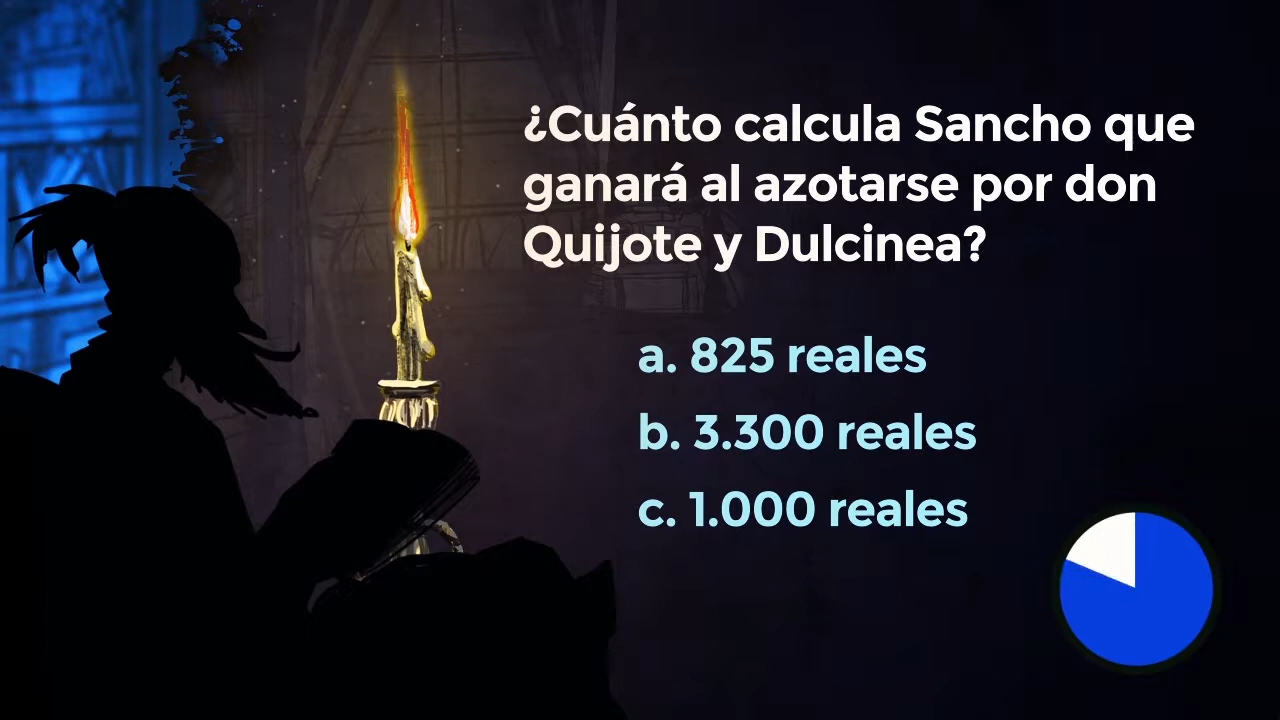 ¿Cuánto calcula Sancho que
ganará al azotarse por don
Quijote y Dulcinea?
a. 825 reales
b. 3.300 reales
c. 1.000 reales